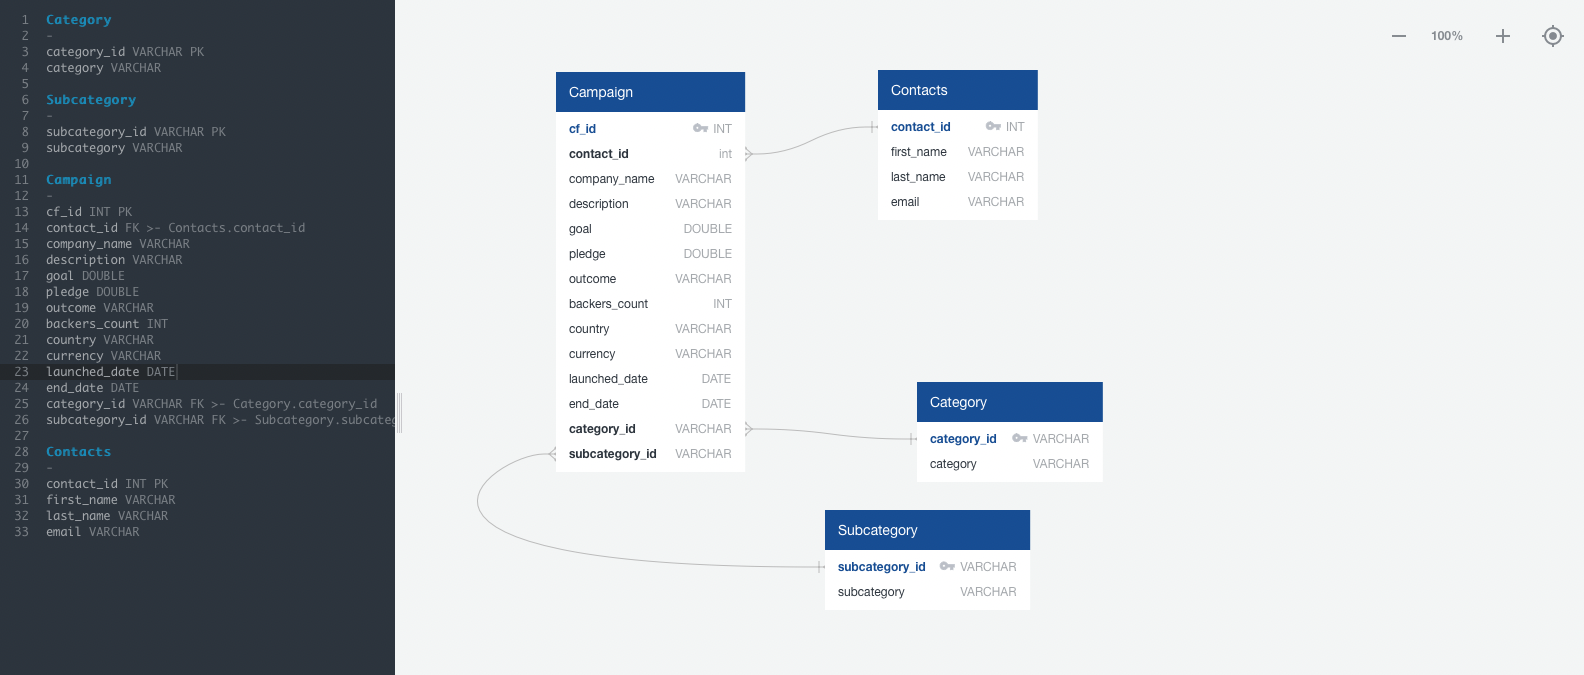 1 Category
2 -
3 category_id VARCHAR PK
4 category VARCHAR
5
6 Subcategory
7 -
8 subcategory_id VARCHAR PK
9 subcategory VARCHAR
10
11 Campaign
12 -
13 cf_id INT PK
14 contact_id FK >- Contacts.contact_id
15 company_name VARCHAR
16 description VARCHAR
17 goal DOUBLE
18 pledge DOUBLE
19 outcome VARCHAR
20 backers_count INT
21 country VARCHAR
22 currency VARCHAR
23 launched_date DATE
24 end_date DATE
25 category_id VARCHAR FK >- Category.category_id
26 subcategory_id VARCHAR FK >- Subcategory.subcateg
27
28 Contacts
29 -
30 contact_id INT PK
31 first_name VARCHAR
32 last_name VARCHAR
33 email VARCHAR
100%
Campaign
cf_id INT
contact_id int
company_name VARCHAR
description VARCHAR
goal DOUBLE
pledge DOUBLE
outcome VARCHAR
backers_count INT
country VARCHAR
currency VARCHAR
launched_date DATE
end_date DATE
category_id VARCHAR
subcategory_id VARCHAR
Contacts
contact_id INT
first_name VARCHAR
last_name VARCHAR
email VARCHAR
Category
category_id VARCHAR
category VARCHAR
Subcategory
subcategory_id VARCHAR
subcategory VARCHAR